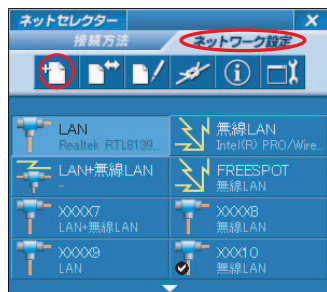 ネットセレクター
接続方法 ネットワーク設定
LAN 無線LAN
Realtek RTL8139... Intel(R) PRO/Wire...
LAN+無線LAN FREESPOT
- 無線LAN
XXXX7 XXXX8
LAN+無線LAN 無線LAN
XXXX9 XXX10
LAN 無線LAN